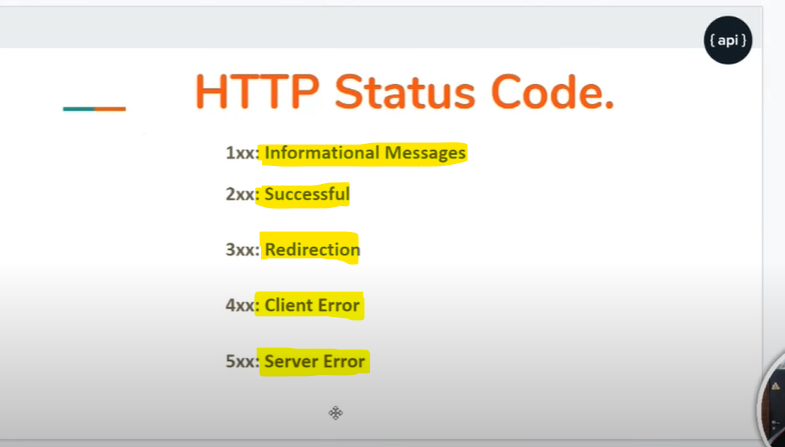 { api }
HTTP Status Code.
1xx: Informational Messages
2xx: Successful
3xx: Redirection
4xx: Client Error
5xx: Server Error